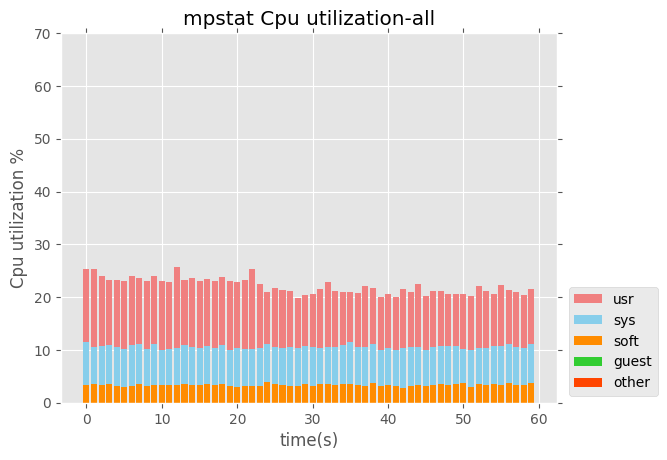 mpstat Cpu utilization-all
Cpu utilization %
70
60
50
40
30
20
10
0
0 10 20 30 40 50 60
time(s)
usr
sys
soft
guest
other